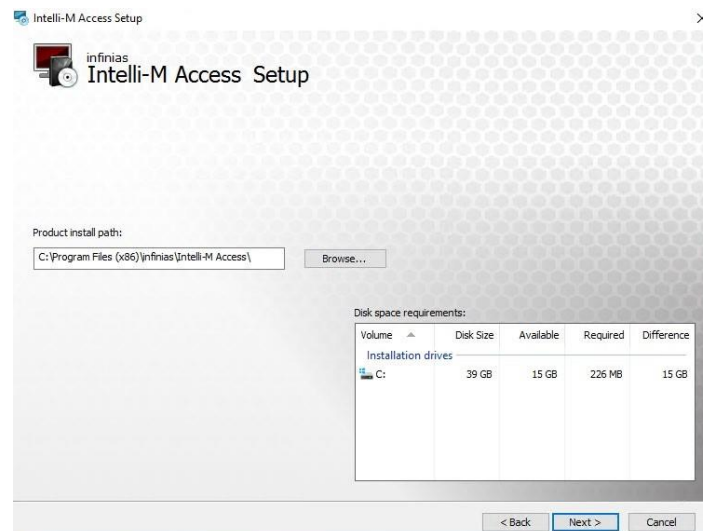 Intelli-M Access Setup
infinias
Intelli-M Access Setup
Product install path:
C:\Program Files (x86)\infinias\Intelli-M Access\
Browse...
Disk space requirements:
Volume Disk Size Available Required Difference
Installation drives
C: 39 GB 15 GB 226 MB 15 GB
< Back Next > Cancel